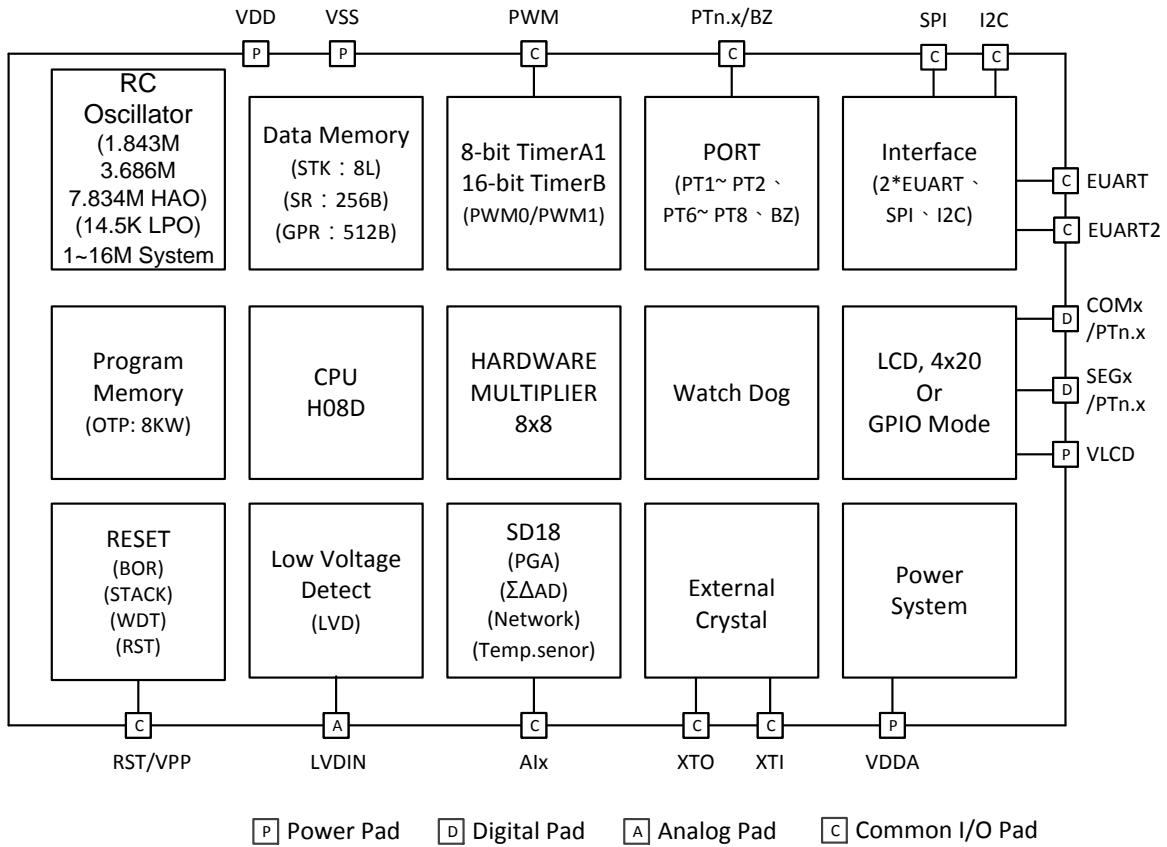 VDD
VSS
PWM
PTn.x/BZ
SPI
I2C
P
P
C
C
C
C
RC
Oscillator
(1.843M
3.686M
7.834M HAO)
(14.5K LPO)
1~16M System
Data Memory
(STK：8L)
(SR：256B)
(GPR：512B)
8-bit TimerA1
16-bit TimerB
(PWM0/PWM1)
PORT
(PT1~ PT2、
PT6~ PT8、BZ)
Interface
(2*EUART、
SPI、I2C)
C EUART
C EUART2
Program
Memory
(OTP: 8KW)
CPU
H08D
HARDWARE
MULTIPLIER
8x8
Watch Dog
LCD, 4x20
Or
GPIO Mode
D COMx
/PTn.x
D SEGx
/PTn.x
P VLCD
RESET
(BOR)
(STACK)
(WDT)
(RST)
Low Voltage
Detect
(LVD)
SD18
(PGA)
(ΣΔAD)
(Network)
(Temp.senor)
External
Crystal
Power
System
C
A
C
C
C
P
RST/VPP
LVDIN
AIx
XTO
XTI
VDDA
P Power Pad
D Digital Pad
A Analog Pad
C Common I/O Pad